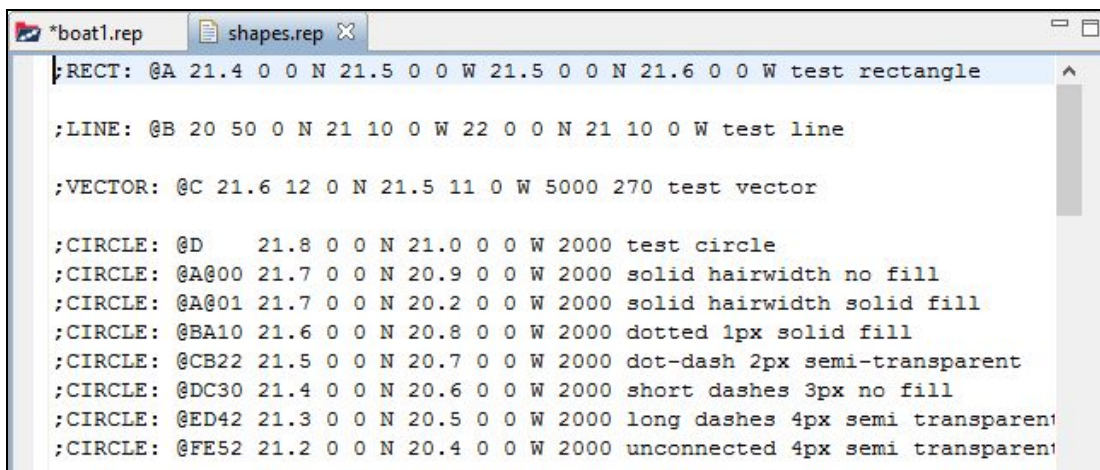 *boat1.rep shapes.rep
;RECT: @A 21.4 0 0 N 21.5 0 0 W 21.5 0 0 N 21.6 0 0 W test rectangle
;LINE: @B 20 50 0 N 21 10 0 W 22 0 0 N 21 10 0 W test line
;VECTOR: @C 21.6 12 0 N 21.5 11 0 W 5000 270 test vector
;CIRCLE: @D    21.8 0 0 N 21.0 0 0 W 2000 test circle
;CIRCLE: @A@00 21.7 0 0 N 20.9 0 0 W 2000 solid hairwidth no fill
;CIRCLE: @A@01 21.7 0 0 N 20.2 0 0 W 2000 solid hairwidth solid fill
;CIRCLE: @BA10 21.6 0 0 N 20.8 0 0 W 2000 dotted 1px solid fill
;CIRCLE: @CB22 21.5 0 0 N 20.7 0 0 W 2000 dot-dash 2px semi-transparent
;CIRCLE: @DC30 21.4 0 0 N 20.6 0 0 W 2000 short dashes 3px no fill
;CIRCLE: @ED42 21.3 0 0 N 20.5 0 0 W 2000 long dashes 4px semi transparent
;CIRCLE: @FE52 21.2 0 0 N 20.4 0 0 W 2000 unconnected 4px semi transparent